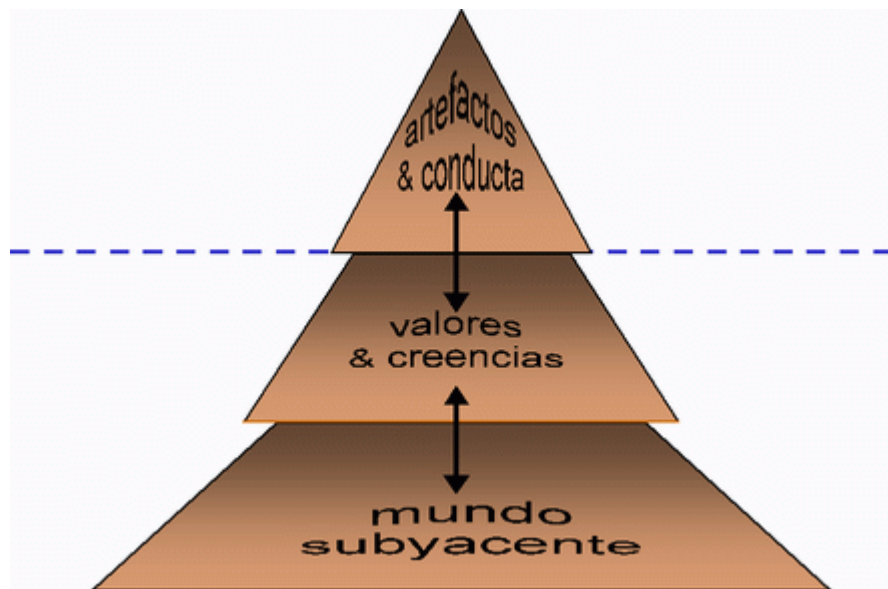 artefactos
& conducta
valores
& creencias
mundo
subyacente